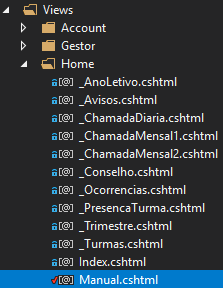 Views
Account
Gestor
Home
_AnoLetivo.cshtml
_Avisos.cshtml
_ChamadaDiaria.cshtml
_ChamadaMensal1.cshtml
_ChamadaMensal2.cshtml
_Conselho.cshtml
_Ocorrencias.cshtml
_PresencaTurma.cshtml
_Trimestre.cshtml
_Turmas.cshtml
Index.cshtml
Manual.cshtml